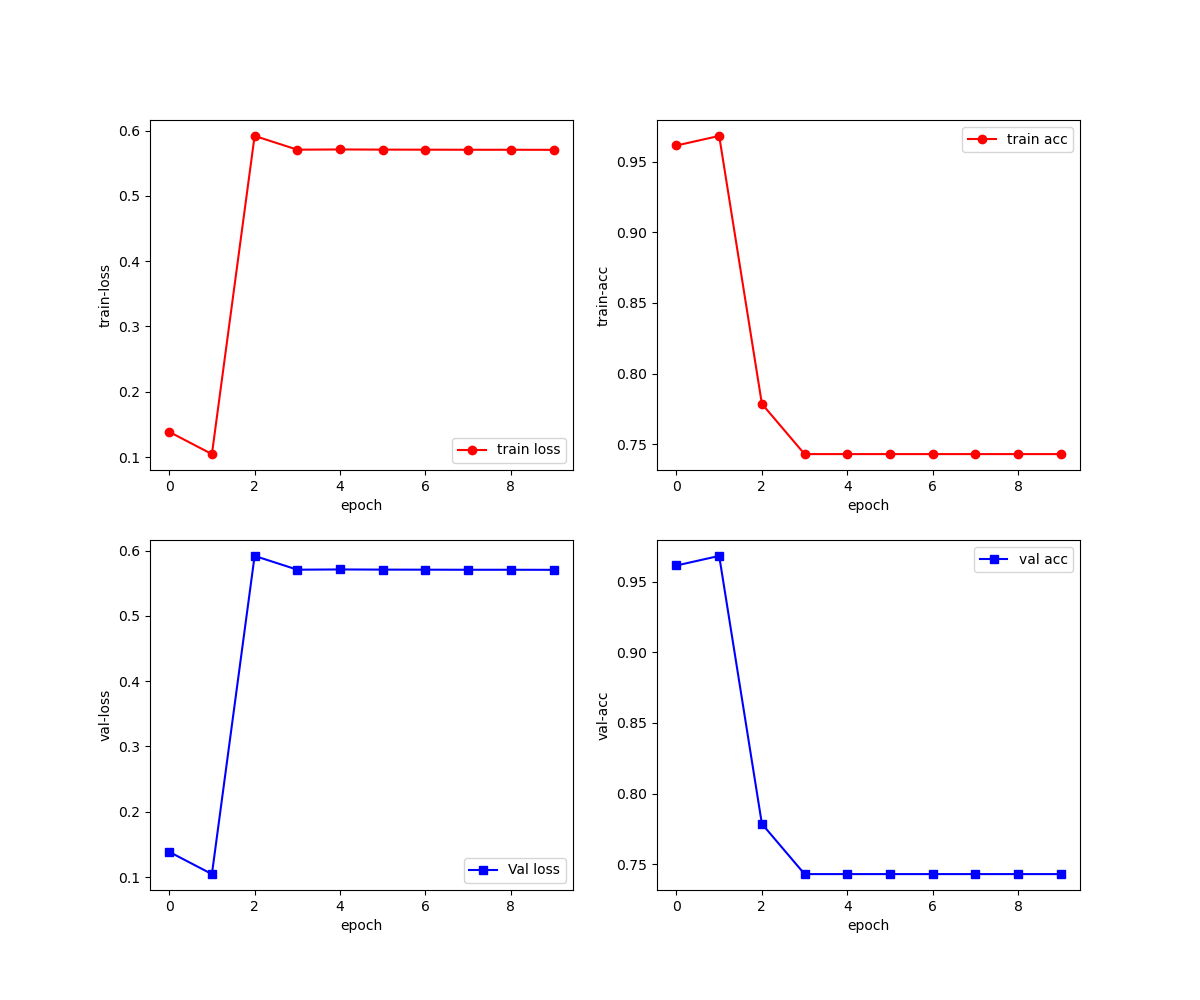 0.6
0.5
0.4
0.3
0.2
0.1
train-loss
0 2 4 6 8
epoch
train loss
0.95
0.90
0.85
0.80
0.75
train-acc
0 2 4 6 8
epoch
train acc
0.6
0.5
0.4
0.3
0.2
0.1
val-loss
0 2 4 6 8
epoch
Val loss
0.95
0.90
0.85
0.80
0.75
val-acc
0 2 4 6 8
epoch
val acc